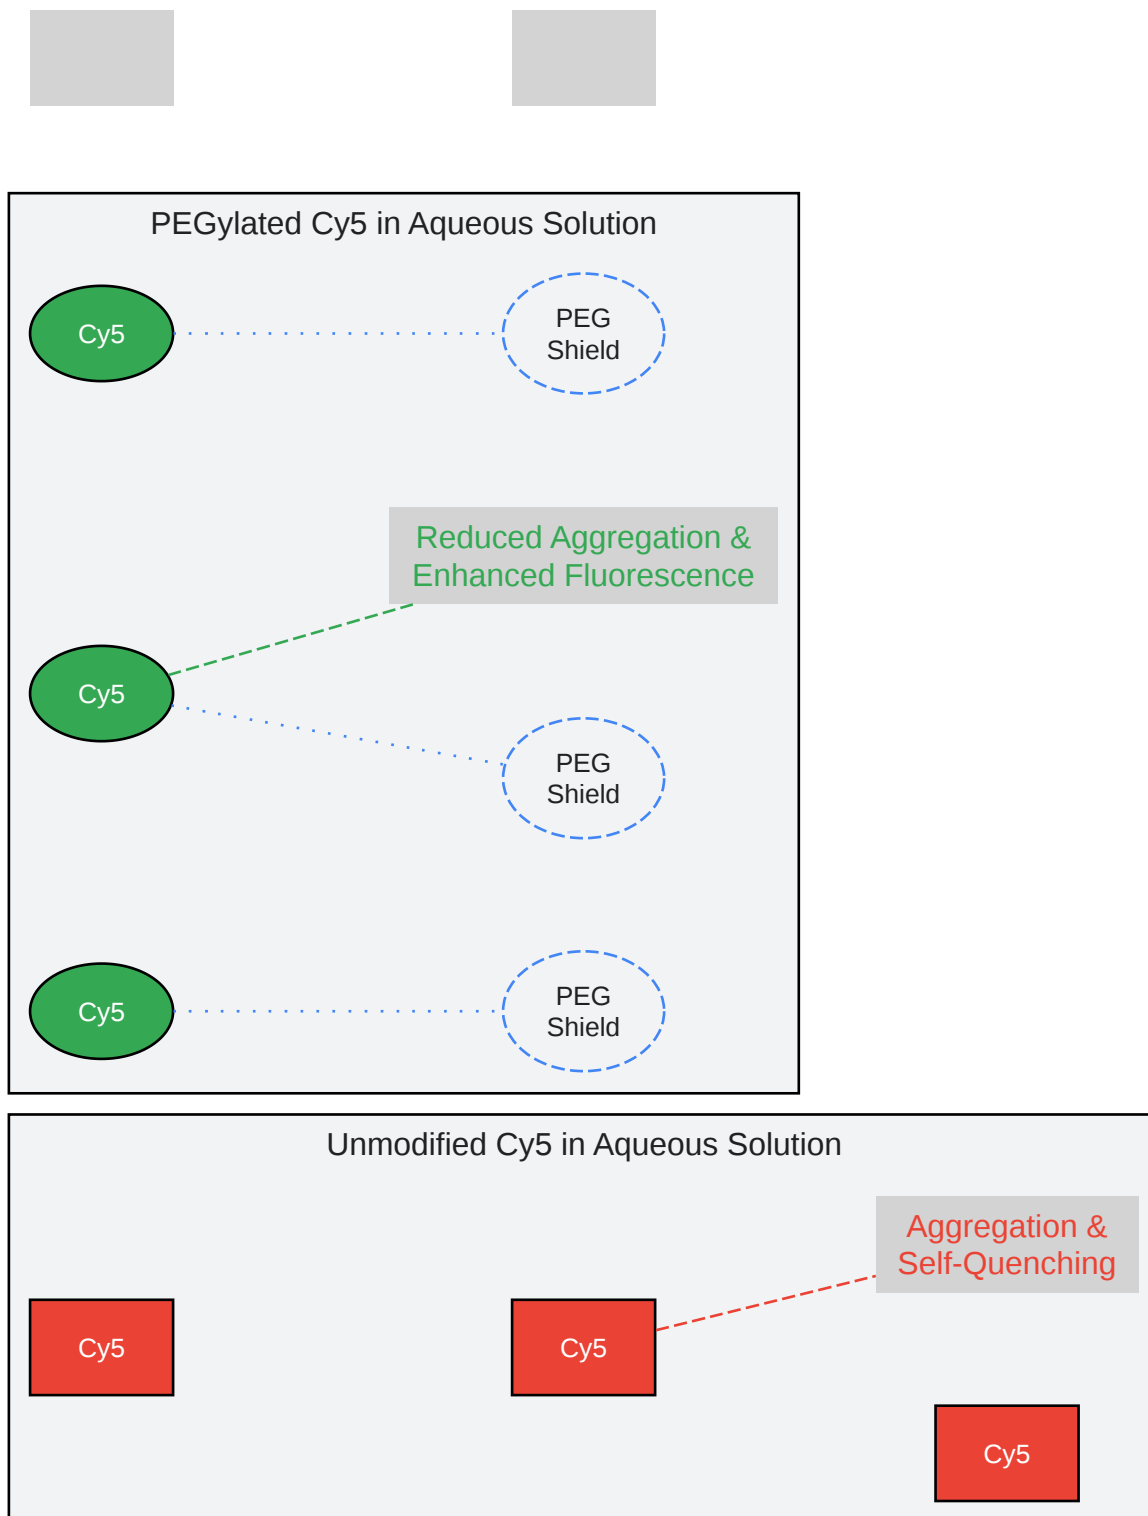 PEGylated Cy5 in Aqueous Solution
Cy5
PEG
Shield
Reduced Aggregation &
Enhanced Fluorescence
Cy5
PEG
Shield
Cy5
PEG
Shield
Unmodified Cy5 in Aqueous Solution
Aggregation &
Self-Quenching
Cy5
Cy5
Cy5